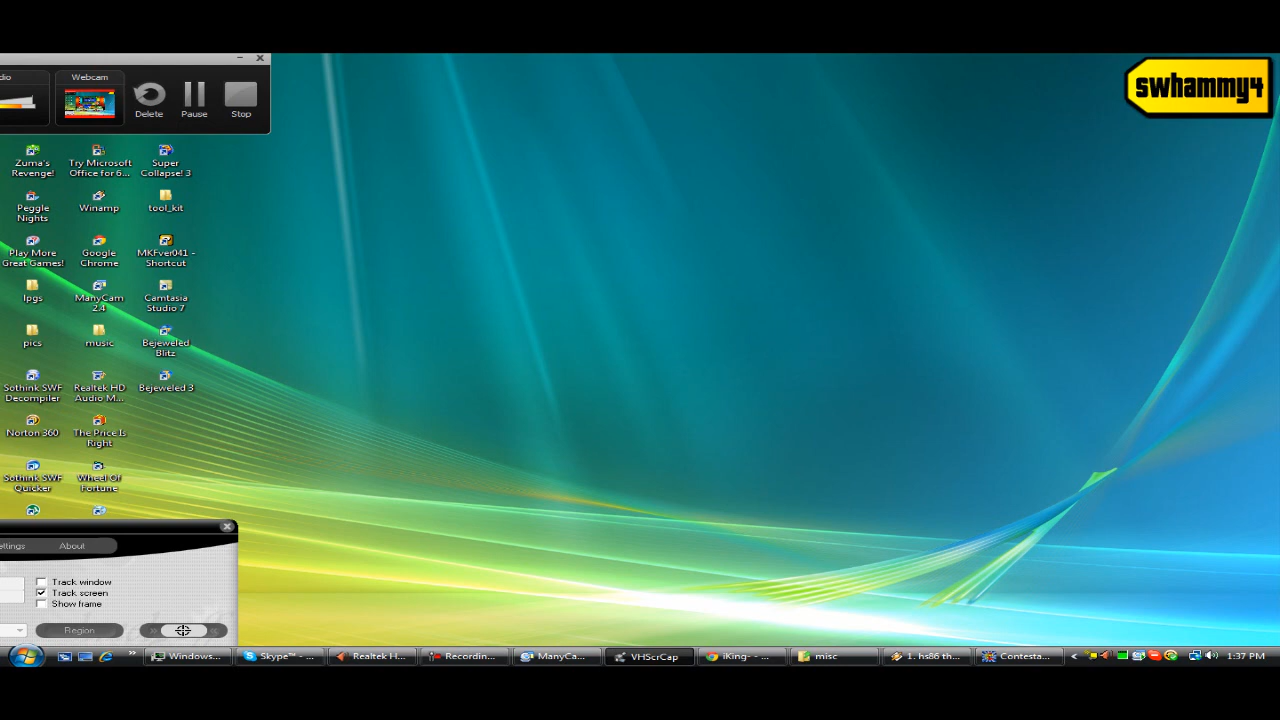 dio
Webcam
Delete
Pause
Stop
swhammy4
Zuma's
Revenge!
Try Microsoft
Office for 6...
Super
Collapse! 3
Peggle
Nights
Winamp
tool_kit
Play More
Great Games!
Google
Chrome
MKFver041 -
Shortcut
lpgs
ManyCam
2.4
Camtasia
Studio 7
pics
music
Bejeweled
Blitz
Sothink SWF
Decompiler
Realtek HD
Audio M...
Bejeweled 3
Norton 360
The Price Is
Right
Sothink SWF
Quicker
Wheel Of
Fortune
ettings
About
Track window
Track screen
Show frame
Region
Windows...
Skype™ - ...
Realtek H...
Recordin...
ManyCa...
VHScrCap
iKing- - ...
misc
1. hs86 th...
Contesta...
1:37 PM